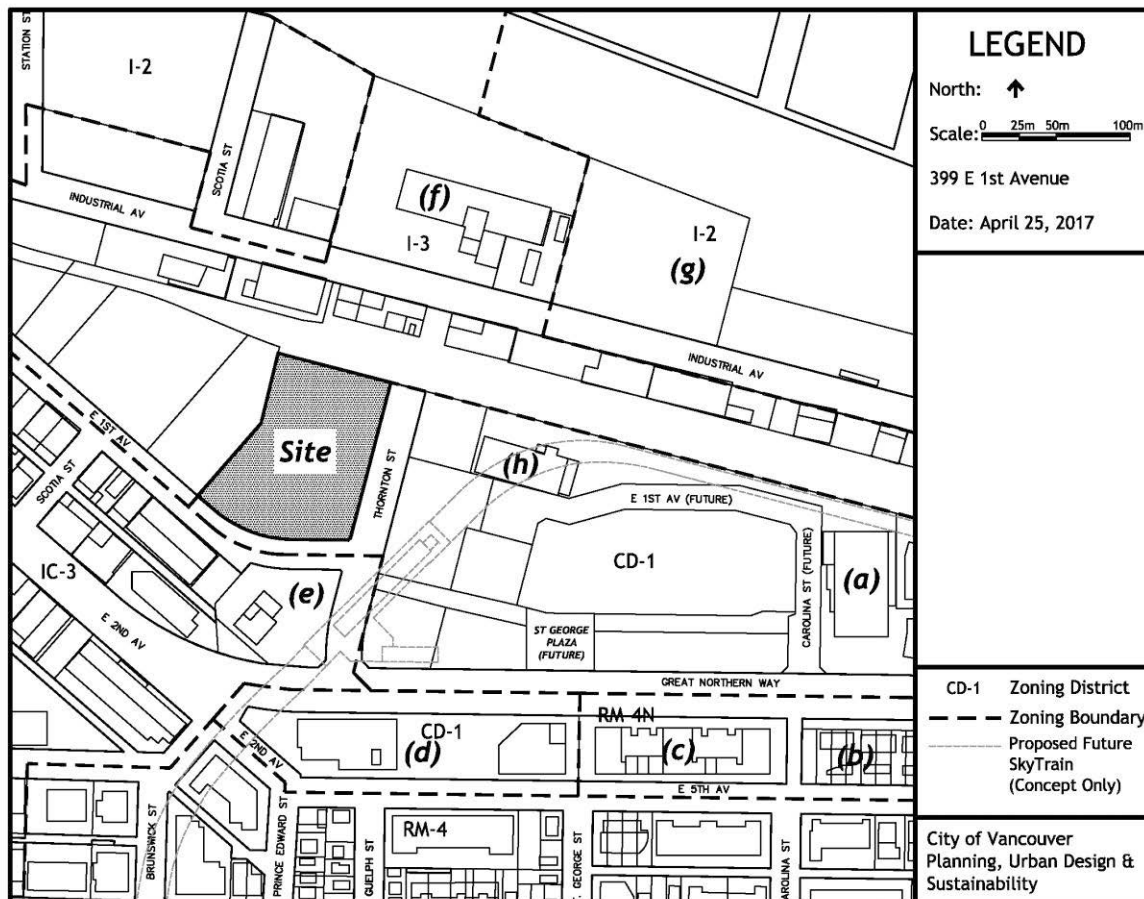 STATION ST
I-2
SCOTIA ST
INDUSTRIAL AV
(f)
I-3
I-2
(g)
INDUSTRIAL AV
E 1ST AV
Site
THORNTON ST
(h)
E 1ST AV (FUTURE)
SCOTIA ST
IC-3
(e)
CD-1
CAROLINA ST (FUTURE)
(a)
E 2ND AV
ST GEORGE
PLAZA
(FUTURE)
GREAT NORTHERN WAY
E 2ND AV
CD-1
(d)
RM-4N
(c)
(b)
E 5TH AV
BRUNSWICK ST
PRINCE EDWARD ST
GUELPH ST
RM-4
T. GEORGE ST
AROLINA ST
LEGEND
North:
Scale: 0 25m 50m 100m
399 E 1st Avenue
Date: April 25, 2017
CD-1 Zoning District
Zoning Boundary
Proposed Future
SkyTrain
(Concept Only)
City of Vancouver
Planning, Urban Design &
Sustainability